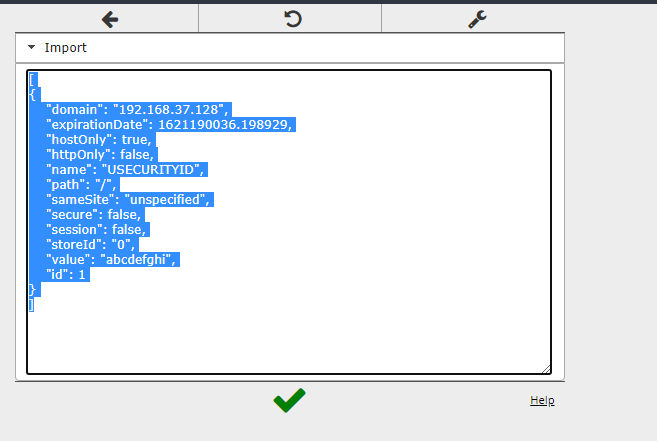 Import
[
{
"domain": "192.168.37.128",
"expirationDate": 1621190036.198929,
"hostOnly": true,
"httpOnly": false,
"name": "USECURITYID",
"path": "/",
"sameSite": "unspecified",
"secure": false,
"session": false,
"storeId": "0",
"value": "abcdefghi",
"id": 1
}
]
Help